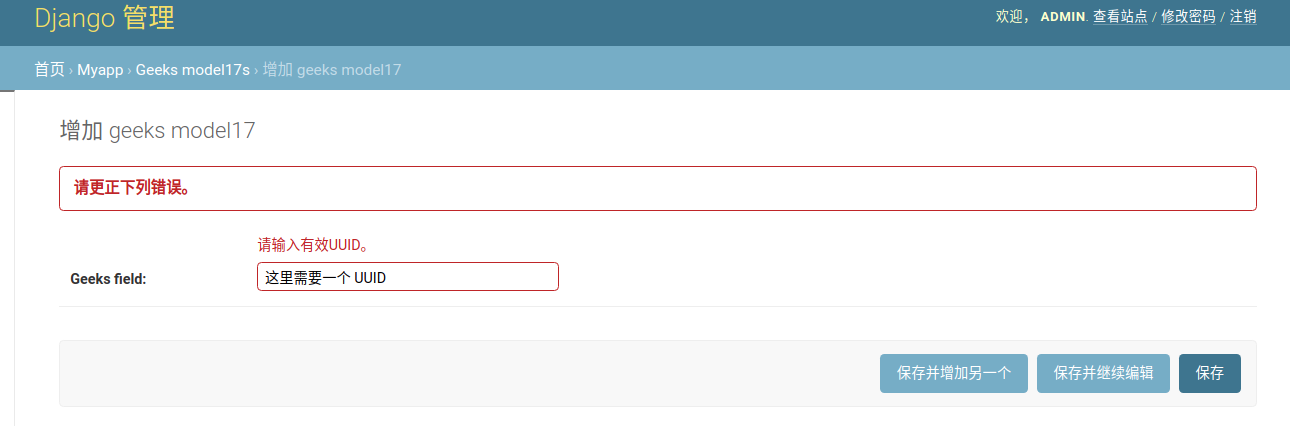 Django 管理
欢迎， ADMIN. 查看站点 / 修改密码 / 注销
首页 › Myapp › Geeks model17s › 增加 geeks model17
增加 geeks model17
请更正下列错误。
请输入有效UUID。
Geeks field: 这里需要一个 UUID
保存并增加另一个 保存并继续编辑 保存